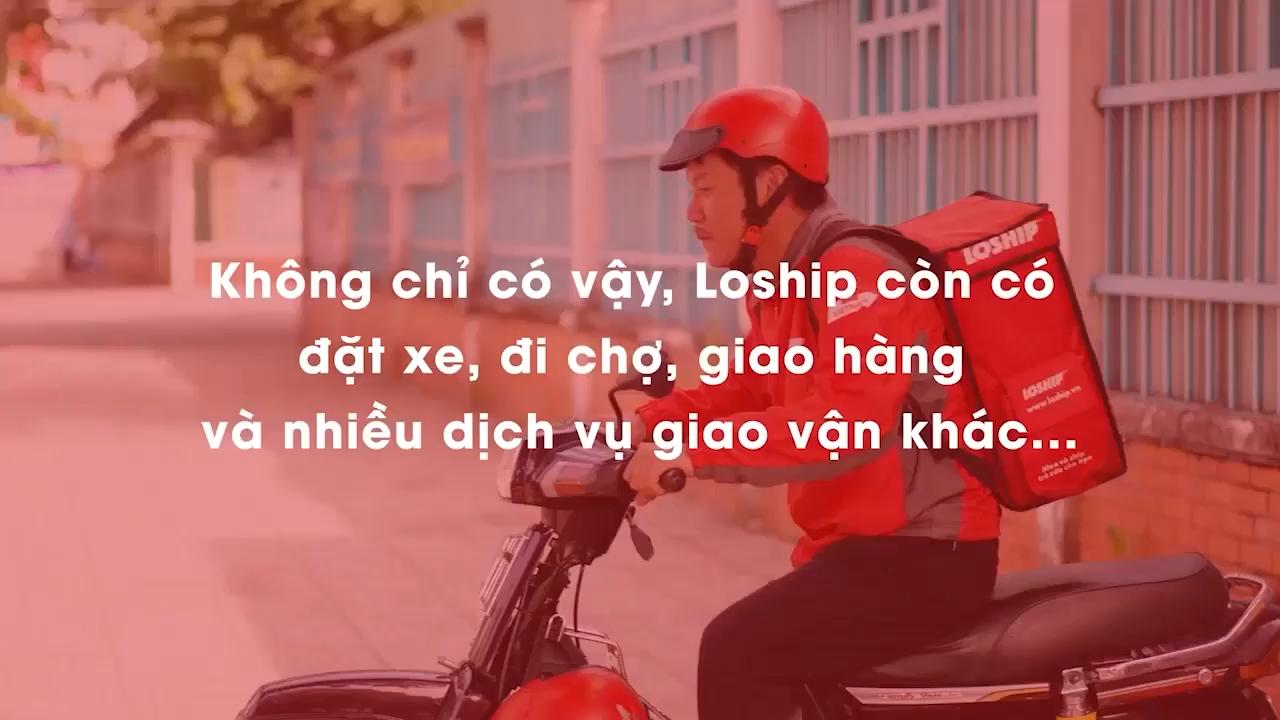 LOSHIP
Không chỉ có vậy, Loship còn có
đặt xe, đi chợ, giao hàng
và nhiều dịch vụ giao vận khác...
LOSHIP
www.loship.vn